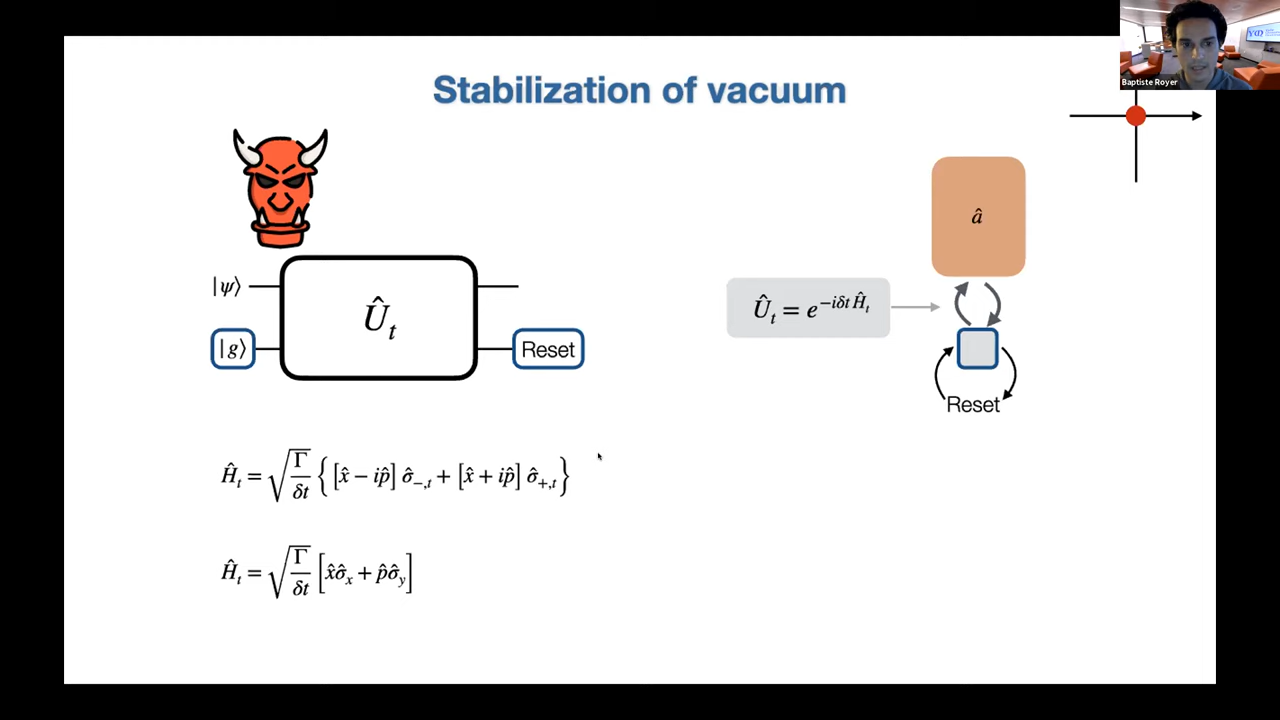 Stabilization of vacuum
Baptiste Royer
|ψ⟩
|g⟩
Û_t
Reset
â
Û_t = e^{-iδt Ĥ_t}
Reset
Ĥ_t = √(Γ/δt) { [x̂ − ip̂] σ̂_{−,t} + [x̂ + ip̂] σ̂_{+,t} }
Ĥ_t = √(Γ/δt) [x̂σ̂_x + p̂σ̂_y]